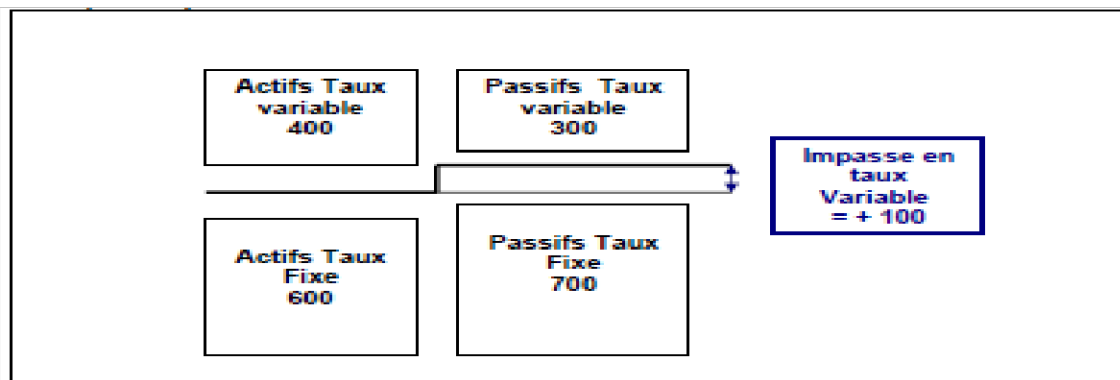 Actifs Taux
variable
400
Passifs Taux
variable
300
Impasse en
taux
Variable
= + 100
Actifs Taux
Fixe
600
Passifs Taux
Fixe
700